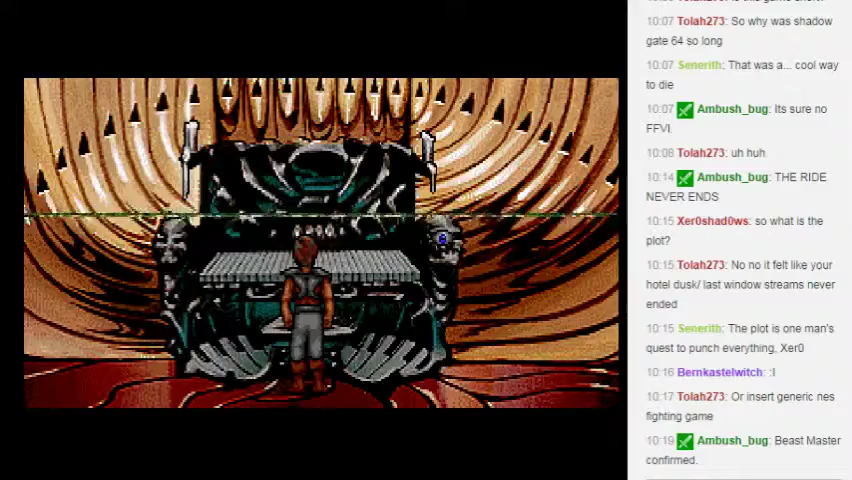 10:07 Tolah273: So why was shadow
gate 64 so long
10:07 Senerith: That was a... cool way
to die
10:07 Ambush_bug: Its sure no
FFVI.
10:08 Tolah273: uh huh
10:14 Ambush_bug: THE RIDE
NEVER ENDS
10:15 Xer0shad0ws: so what is the
plot?
10:15 Tolah273: No no it felt like your
hotel dusk/ last window streams never
ended
10:15 Senerith: The plot is one man's
quest to punch everything, Xer0
10:16 Bernkastelwitch: :I
10:17 Tolah273: Or insert generic nes
fighting game
10:19 Ambush_bug: Beast Master
confirmed.